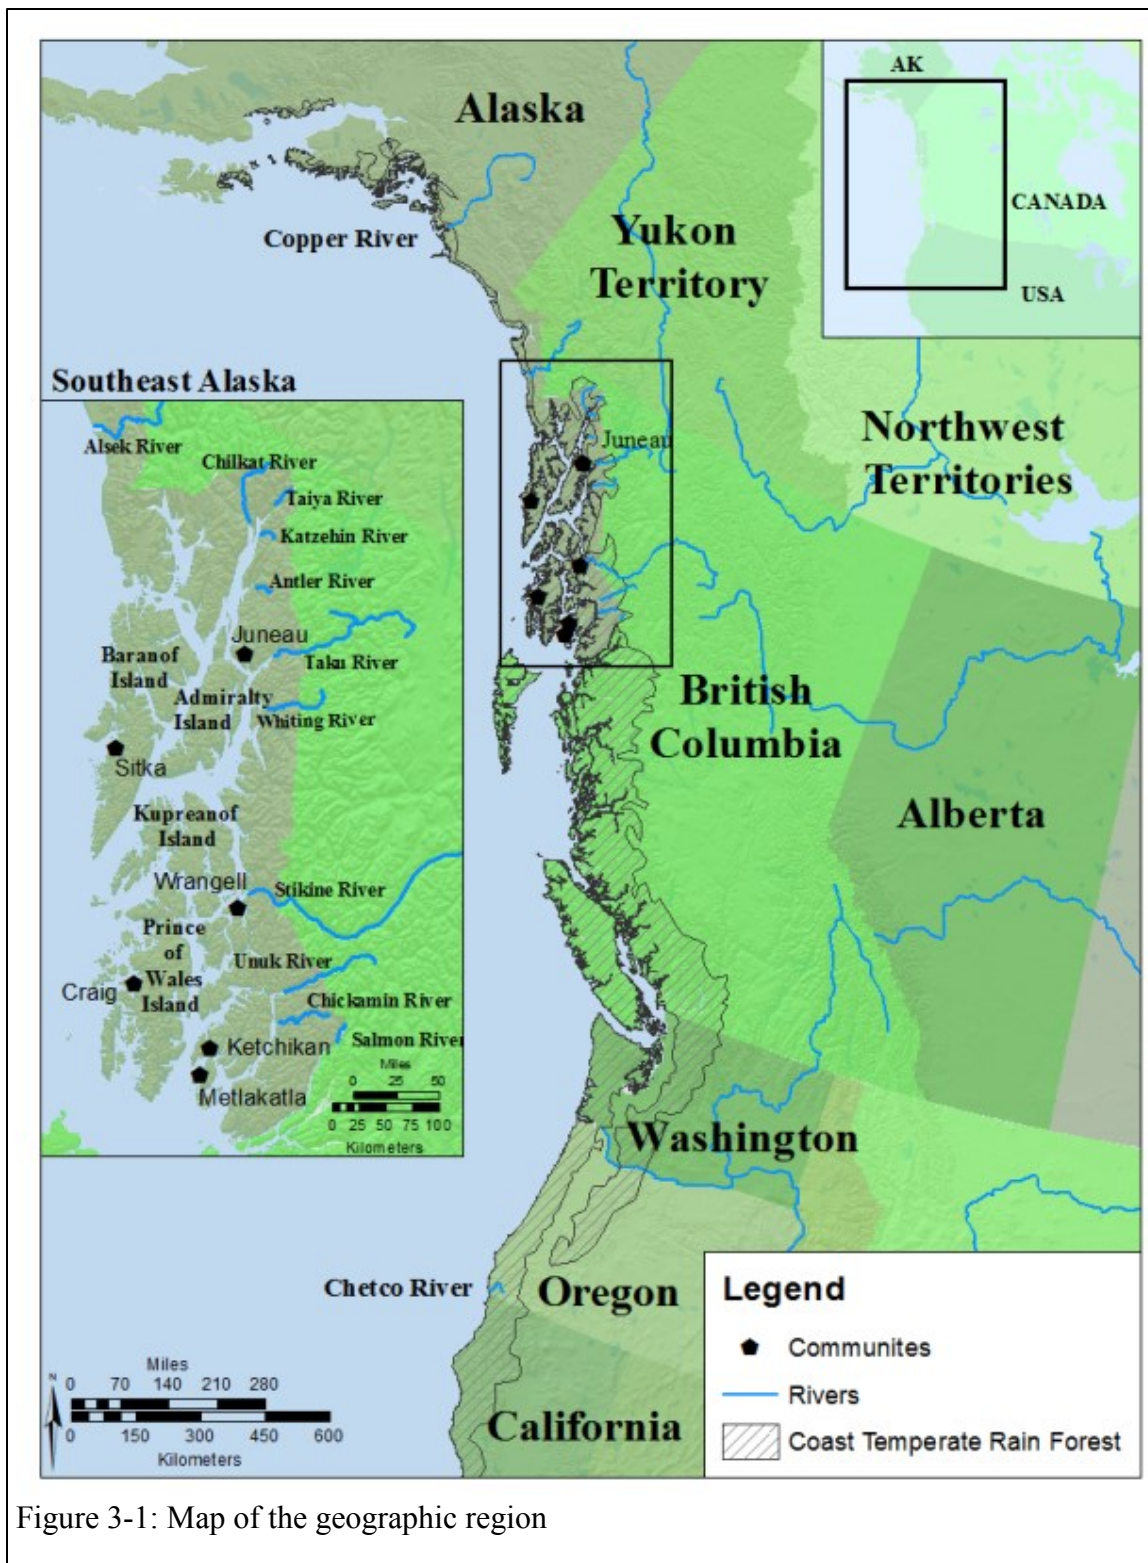 Alaska
AK
CANADA
USA
Copper River
Yukon
Territory
Northwest
Territories
Juneau
British
Columbia
Alberta
Washington
Oregon
Chetco River
California
Southeast Alaska
Alsek River
Chilkat River
Taiya River
Katzehin River
Antler River
Juneau
Taku River
Baranof
Island
Admiralty
Island
Whiting River
Sitka
Kupreanof
Island
Wrangell
Stikine River
Prince
of
Wales
Island
Unuk River
Craig
Chickamin River
Ketchikan
Salmon River
Metlakatla
Miles
0 25 50
0 25 50 75 100
Kilometers
N
Miles
0 70 140 210 280
0 150 300 450 600
Kilometers
Legend
Communites
Rivers
Coast Temperate Rain Forest
Figure 3-1: Map of the geographic region